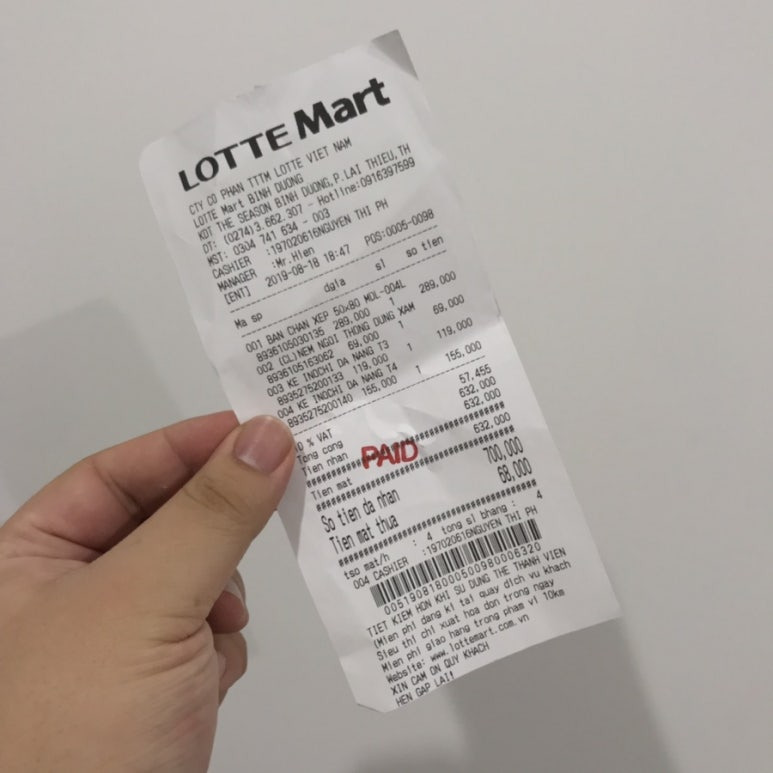 LOTTE Mart
CTY CO PHAN TTTM LOTTE VIET NAM
LOTTE Mart BINH DUONG
KDT THE SEASON BINH DUONG,P.LAI THIEU,TH
DT: (0274)3.662.307 - Hotline:0916397599
MST: 0304 741 634 - 003
CASHIER :197020616NGUYEN THI PH
MANAGER :Mr.Hien
[ENT] 2019-08-18 18:47 POS:0005-0098
Ma sp dgia sl so tien
001 BAN CHAN XEP 50x80 MDL-004L
8936105030135 289,000 1 289,000
002 (CL)NEM NGOI THONG DUNG XAM
8936105163062 69,000 1 69,000
003 KE INOCHI DA NANG T3
8935275200133 119,000 1 119,000
004 KE INOCHI DA NANG T4
8935275200140 155,000 1 155,000
10 % VAT 57,455
Tong cong 632,000
Tien nhan 632,000
PAID
Tien mat 632,000
So tien da nhan 700,000
Tien mat thua 68,000
tso mat/h : 4 tong sl bhang : 4
004 CASHIER :197020616NGUYEN THI PH
005190818000500980006320
TIET KIEM HON KHI SU DUNG THE THANH VIEN
(Mien phi dang ki tai quay dich vu khach
Sieu thi chi xuat hoa don trong ngay
Mien phi giao hang trong pham vi 10km
Website: www.lottemart.com.vn
XIN CAM ON QUY KHACH
HEN GAP LAI!